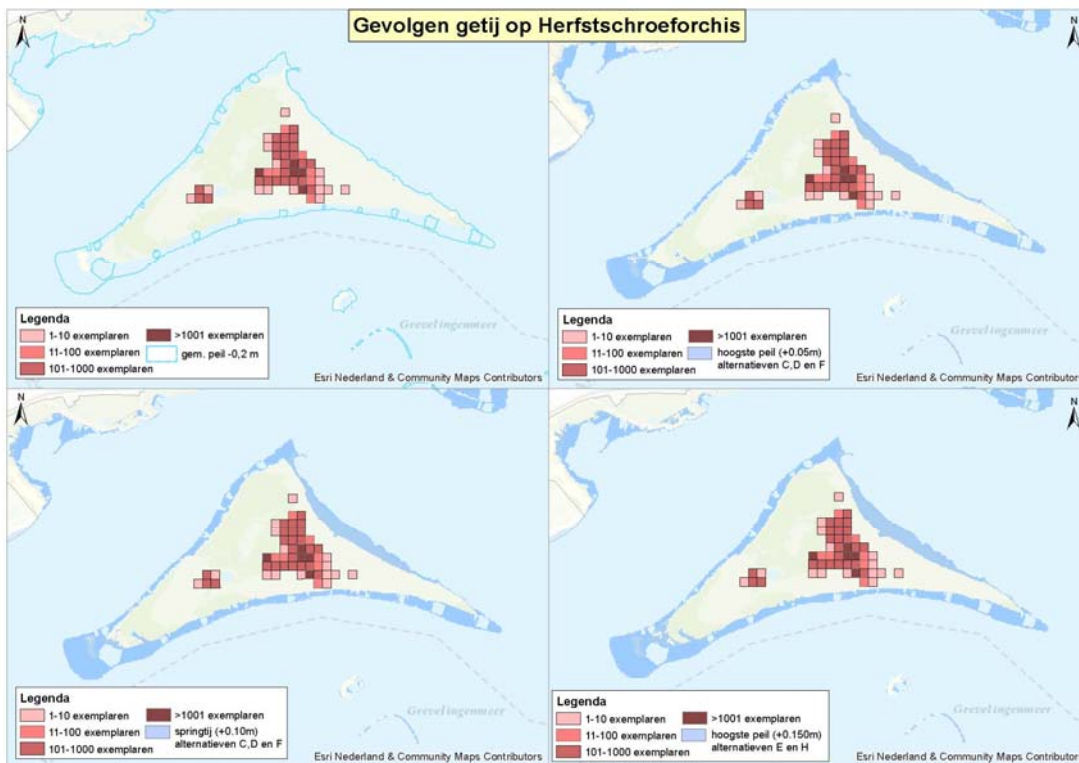 Gevolgen getij op Herfstschroeforchis
N
Grevelingenmeer
Legenda
1-10 exemplaren
11-100 exemplaren
101-1000 exemplaren
>1001 exemplaren
gem. peil -0,2 m
Esri Nederland & Community Maps Contributors
N
Grevelingenmeer
Legenda
1-10 exemplaren
11-100 exemplaren
101-1000 exemplaren
>1001 exemplaren
hoogste peil (+0.05m)
alternatieven C,D en F
Esri Nederland & Community Maps Contributors
N
Grevelingenmeer
Legenda
1-10 exemplaren
11-100 exemplaren
101-1000 exemplaren
>1001 exemplaren
springtij (+0.10m)
alternatieven C,D en F
Esri Nederland & Community Maps Contributors
N
Grevelingenmeer
Legenda
1-10 exemplaren
11-100 exemplaren
101-1000 exemplaren
>1001 exemplaren
hoogste peil (+0.150m)
alternatieven E en H
Esri Nederland & Community Maps Contributors